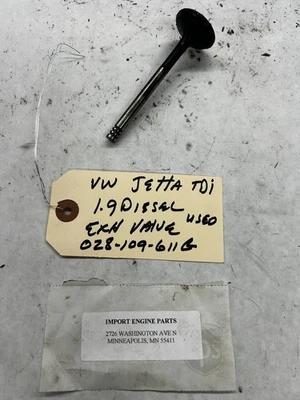 VW JETTA TDi
1.9 DIESEL
USED
EXH VALVE
028-109-611G
IMPORT ENGINE PARTS
2726 WASHINGTON AVE N
MINNEAPOLIS, MN 55411